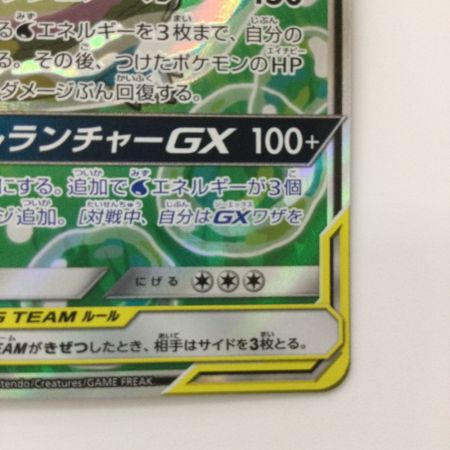 る水エネルギーを3枚まで、自分の
る。その後、つけたポケモンのHP
ダメージぶん回復する。
ランチャーGX 100+
にする。追加で水エネルギーが3個
ジ追加。[対戦中、自分はGXワザを
にげる
TEAM ルール
EAMがきぜつしたとき、相手はサイドを3枚とる。
ntendo/Creatures/GAME FREAK.